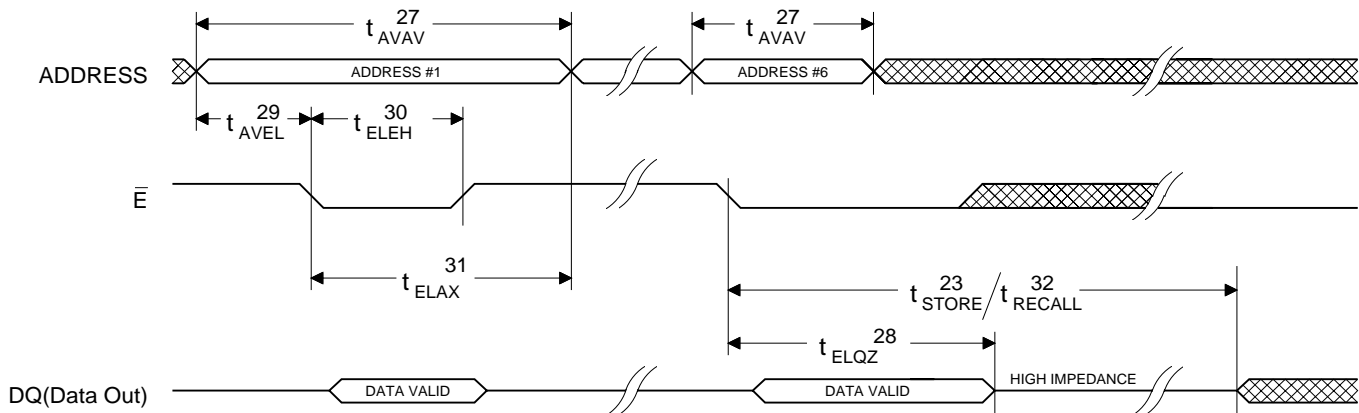 27
t AVAV
27
t AVAV
ADDRESS
ADDRESS #1
ADDRESS #6
29
t AVEL
30
t ELEH
E̅
31
t ELAX
23 32
t STORE / t RECALL
28
t ELQZ
DQ(Data Out)
DATA VALID
DATA VALID
HIGH IMPEDANCE